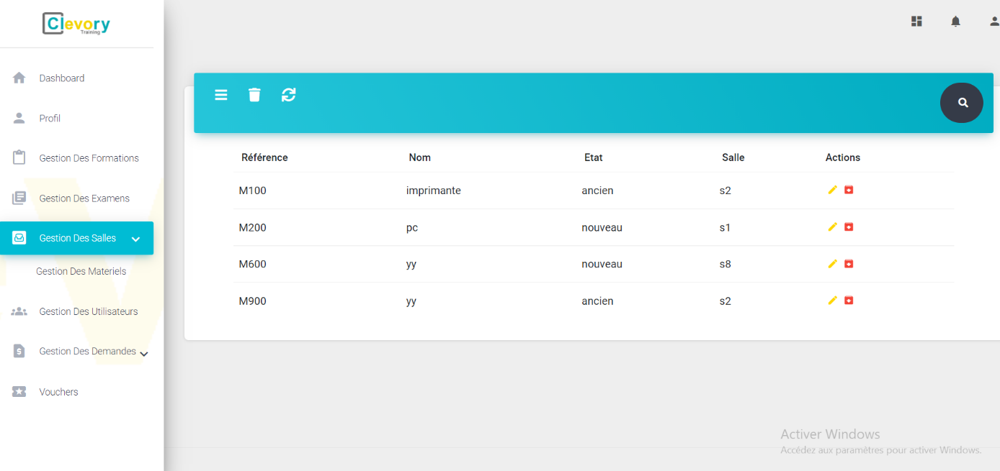 Clevory
Training
Dashboard
Profil
Gestion Des Formations
Gestion Des Examens
Gestion Des Salles
Gestion Des Materiels
Gestion Des Utilisateurs
Gestion Des Demandes
Vouchers
Référence Nom Etat Salle Actions
M100 imprimante ancien s2
M200 pc nouveau s1
M600 yy nouveau s8
M900 yy ancien s2
Activer Windows
Accédez aux paramètres pour activer Windows.